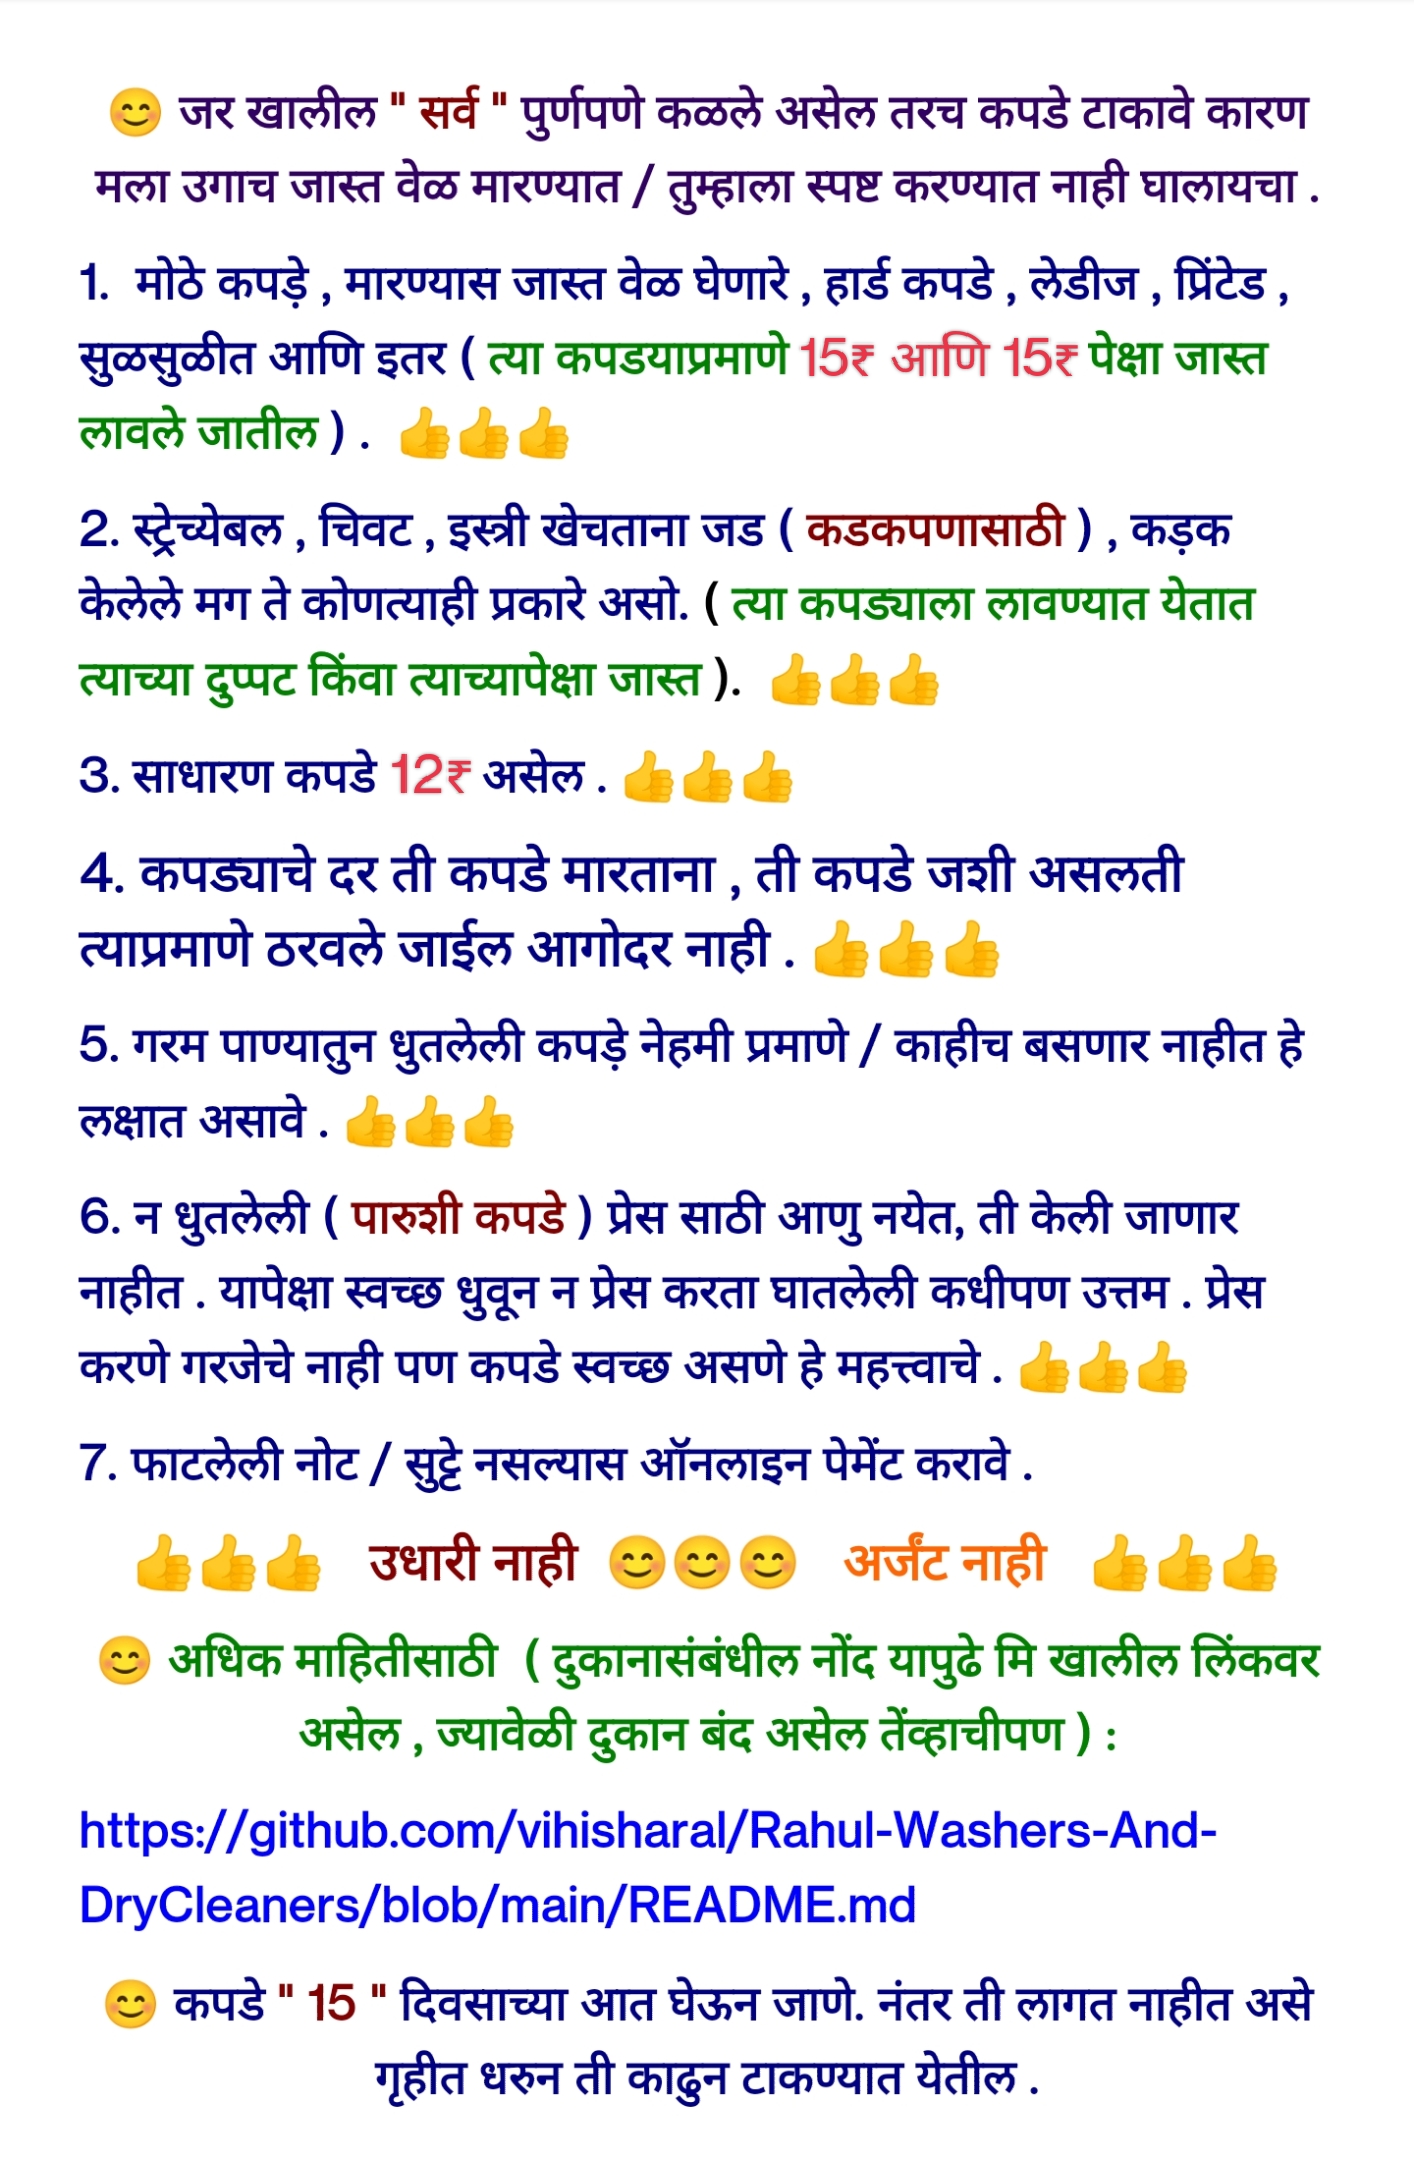 😊 जर खालील " सर्व " पुर्णपणे कळले असेल तरच कपडे टाकावे कारण
मला उगाच जास्त वेळ मारण्यात / तुम्हाला स्पष्ट करण्यात नाही घालायचा .
1. मोठे कपड़े , मारण्यास जास्त वेळ घेणारे , हार्ड कपडे , लेडीज , प्रिंटेड ,
सुळसुळीत आणि इतर ( त्या कपडयाप्रमाणे 15₹ आणि 15₹ पेक्षा जास्त
लावले जातील ) . 👍👍👍
2. स्ट्रेच्येबल , चिवट , इस्त्री खेचताना जड ( कडकपणासाठी ) , कड़क
केलेले मग ते कोणत्याही प्रकारे असो. ( त्या कपड्याला लावण्यात येतात
त्याच्या दुप्पट किंवा त्याच्यापेक्षा जास्त ). 👍👍👍
3. साधारण कपडे 12₹ असेल . 👍👍👍
4. कपड्याचे दर ती कपडे मारताना , ती कपडे जशी असलती
त्याप्रमाणे ठरवले जाईल आगोदर नाही . 👍👍👍
5. गरम पाण्यातुन धुतलेली कपड़े नेहमी प्रमाणे / काहीच बसणार नाहीत हे
लक्षात असावे . 👍👍👍
6. न धुतलेली ( पारुशी कपडे ) प्रेस साठी आणु नयेत, ती केली जाणार
नाहीत . यापेक्षा स्वच्छ धुवून न प्रेस करता घातलेली कधीपण उत्तम . प्रेस
करणे गरजेचे नाही पण कपडे स्वच्छ असणे हे महत्त्वाचे . 👍👍👍
7. फाटलेली नोट / सुट्टे नसल्यास ऑनलाइन पेमेंट करावे .
👍👍👍 उधारी नाही 😊😊😊 अर्जंट नाही 👍👍👍
😊 अधिक माहितीसाठी ( दुकानासंबंधील नोंद यापुढे मि खालील लिंकवर
असेल , ज्यावेळी दुकान बंद असेल तेंव्हाचीपण ) :
https://github.com/vihisharal/Rahul-Washers-And-
DryCleaners/blob/main/README.md
😊 कपडे " 15 " दिवसाच्या आत घेऊन जाणे. नंतर ती लागत नाहीत असे
गृहीत धरुन ती काढुन टाकण्यात येतील .